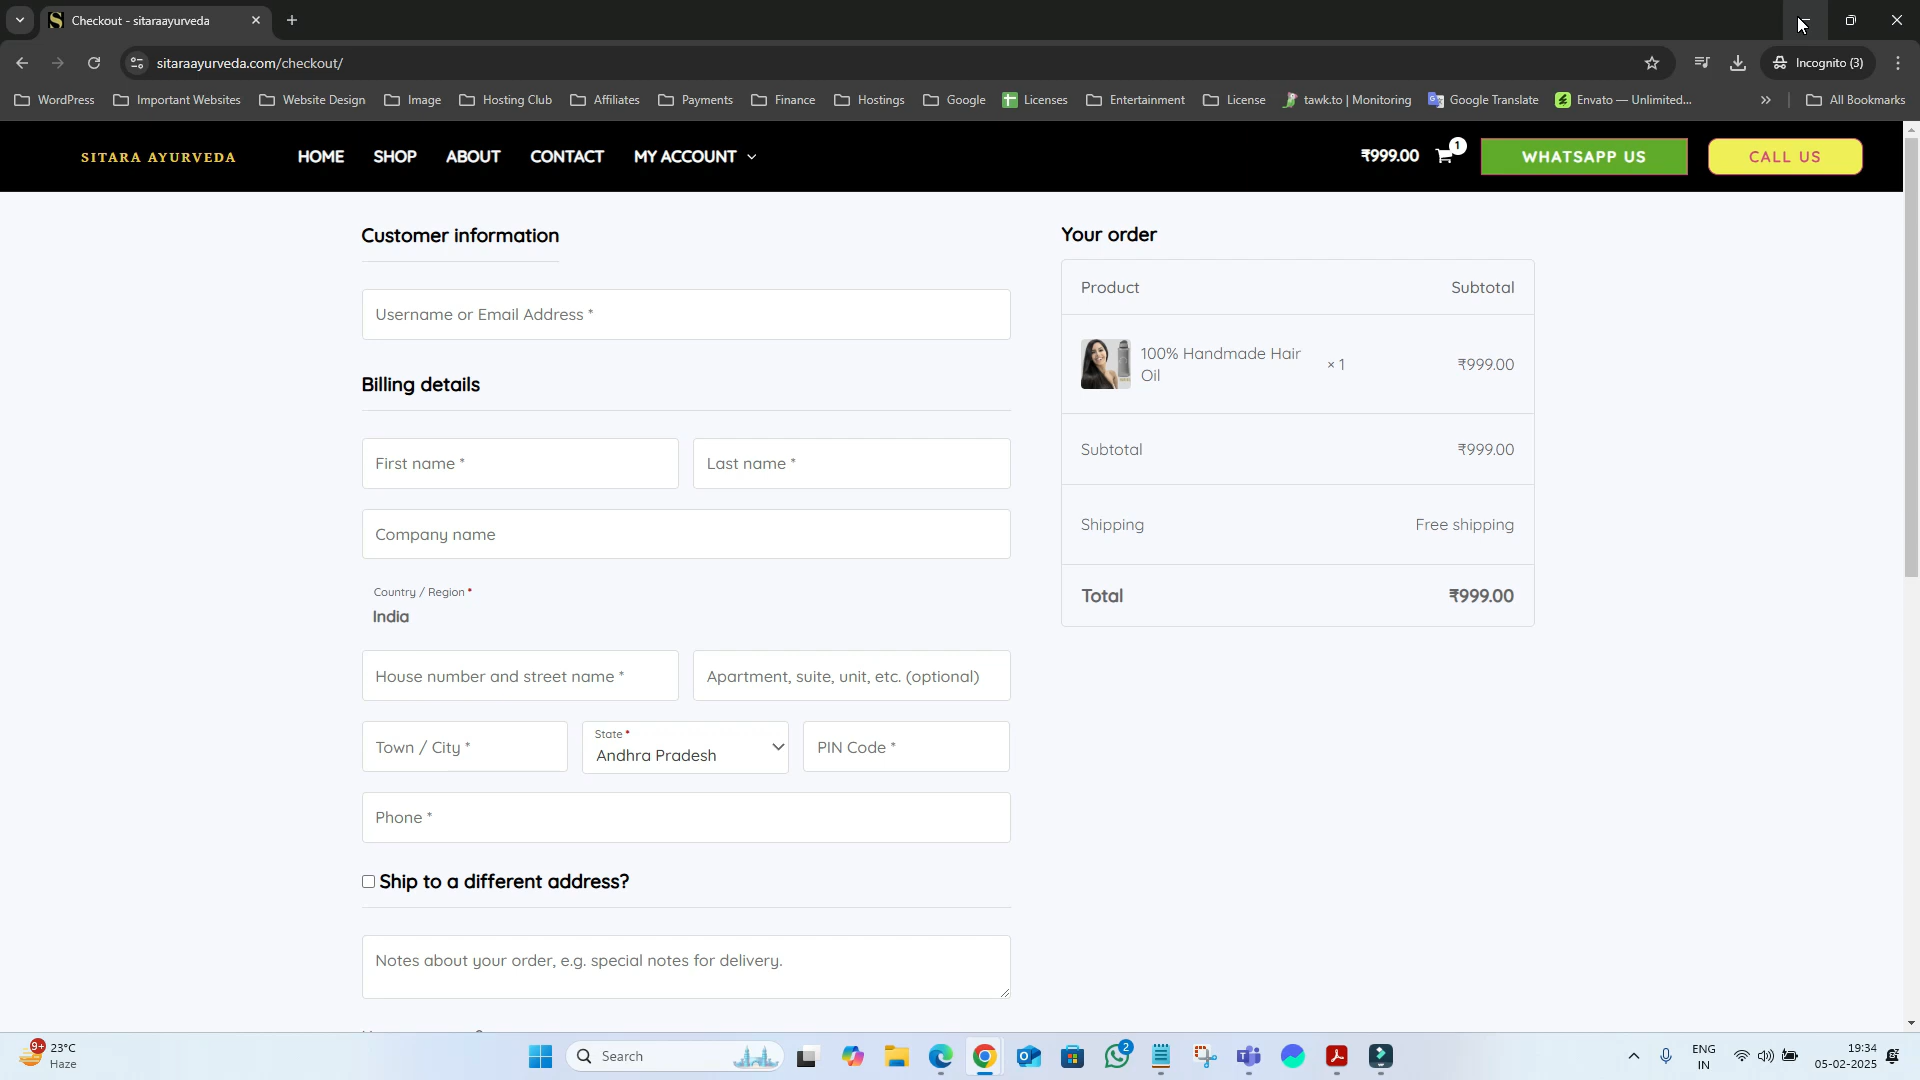 Checkout - sitaraayurveda
sitaraayurveda.com/checkout/
Incognito (3)
WordPress Important Websites Website Design Image Hosting Club Affiliates Payments Finance Hostings Google Licenses Entertainment License tawk.to | Monitoring Google Translate Envato — Unlimited... » All Bookmarks
SITARA AYURVEDA HOME SHOP ABOUT CONTACT MY ACCOUNT ₹999.00 1 WHATSAPP US CALL US
Customer information
Username or Email Address *
Billing details
First name * Last name *
Company name
Country / Region *
India
House number and street name * Apartment, suite, unit, etc. (optional)
Town / City * State * PIN Code *
Andhra Pradesh
Phone *
Ship to a different address?
Notes about your order, e.g. special notes for delivery.
Your order
Product Subtotal
100% Handmade Hair
Oil
× 1 ₹999.00
Subtotal ₹999.00
Shipping Free shipping
Total ₹999.00
9+ 23°C
Haze
Search
2
ENG
IN
19:34
05-02-2025